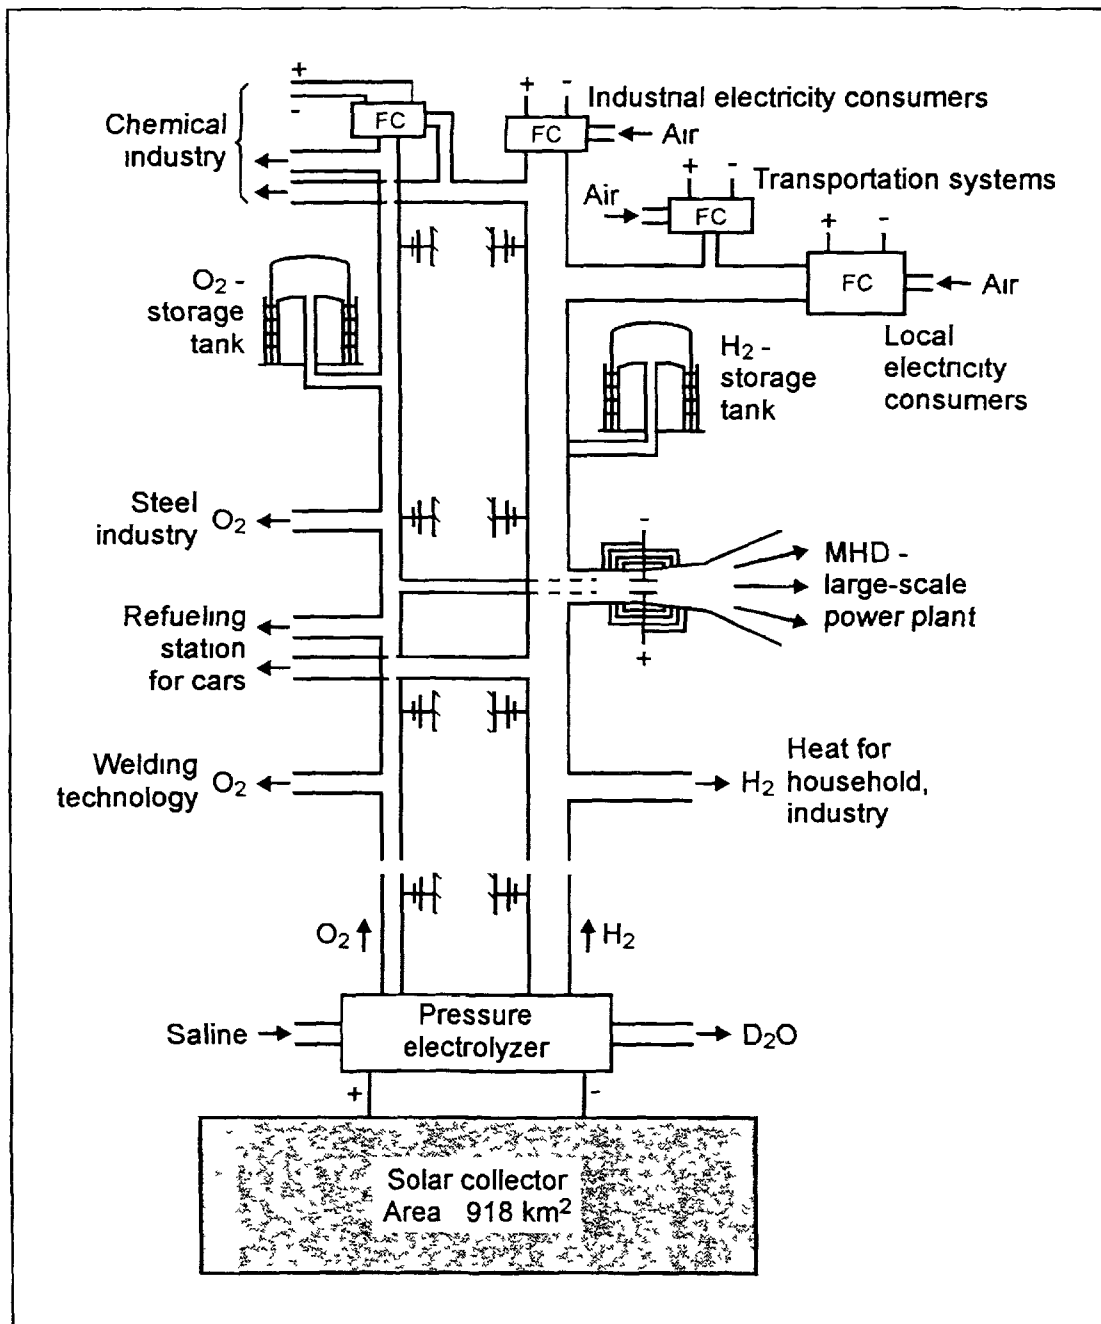 +
-
Chemical
industry
FC
+ -
Industrial electricity consumers
FC
Air
+ -
Transportation systems
Air
FC
+ -
FC
Air
Local
electricity
consumers
O2 -
storage
tank
H2 -
storage
tank
Steel
industry
O2
-
+
MHD -
large-scale
power plant
Refueling
station
for cars
Welding
technology
O2
H2
Heat for
household,
industry
O2
H2
Saline
Pressure
electrolyzer
D2O
+
-
Solar collector
Area 918 km2